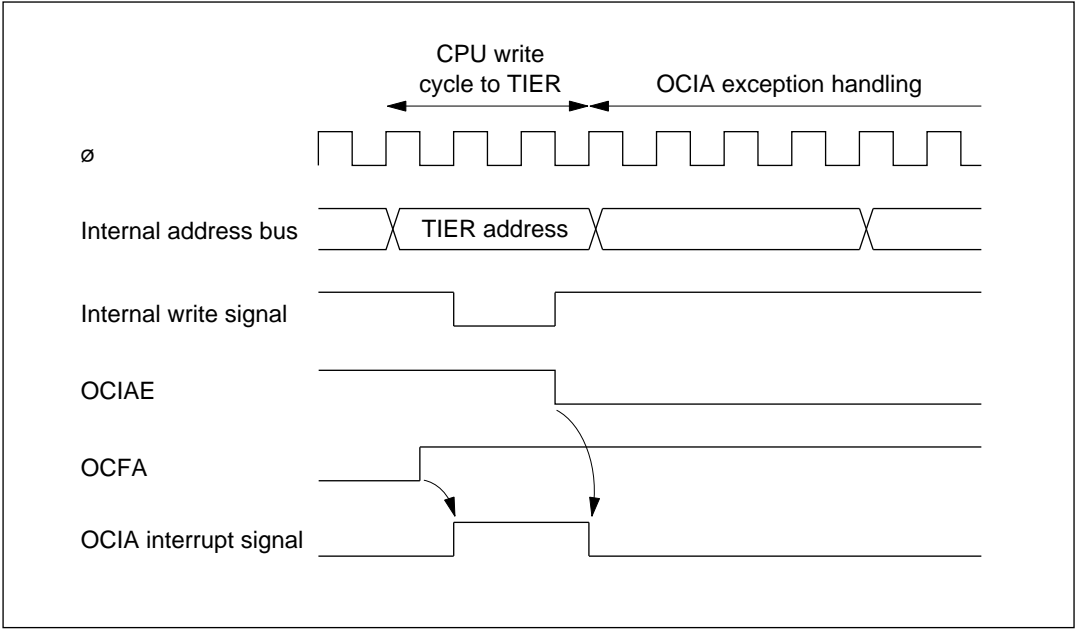 CPU write
cycle to TIER
OCIA exception handling
ø
Internal address bus
TIER address
Internal write signal
OCIAE
OCFA
OCIA interrupt signal